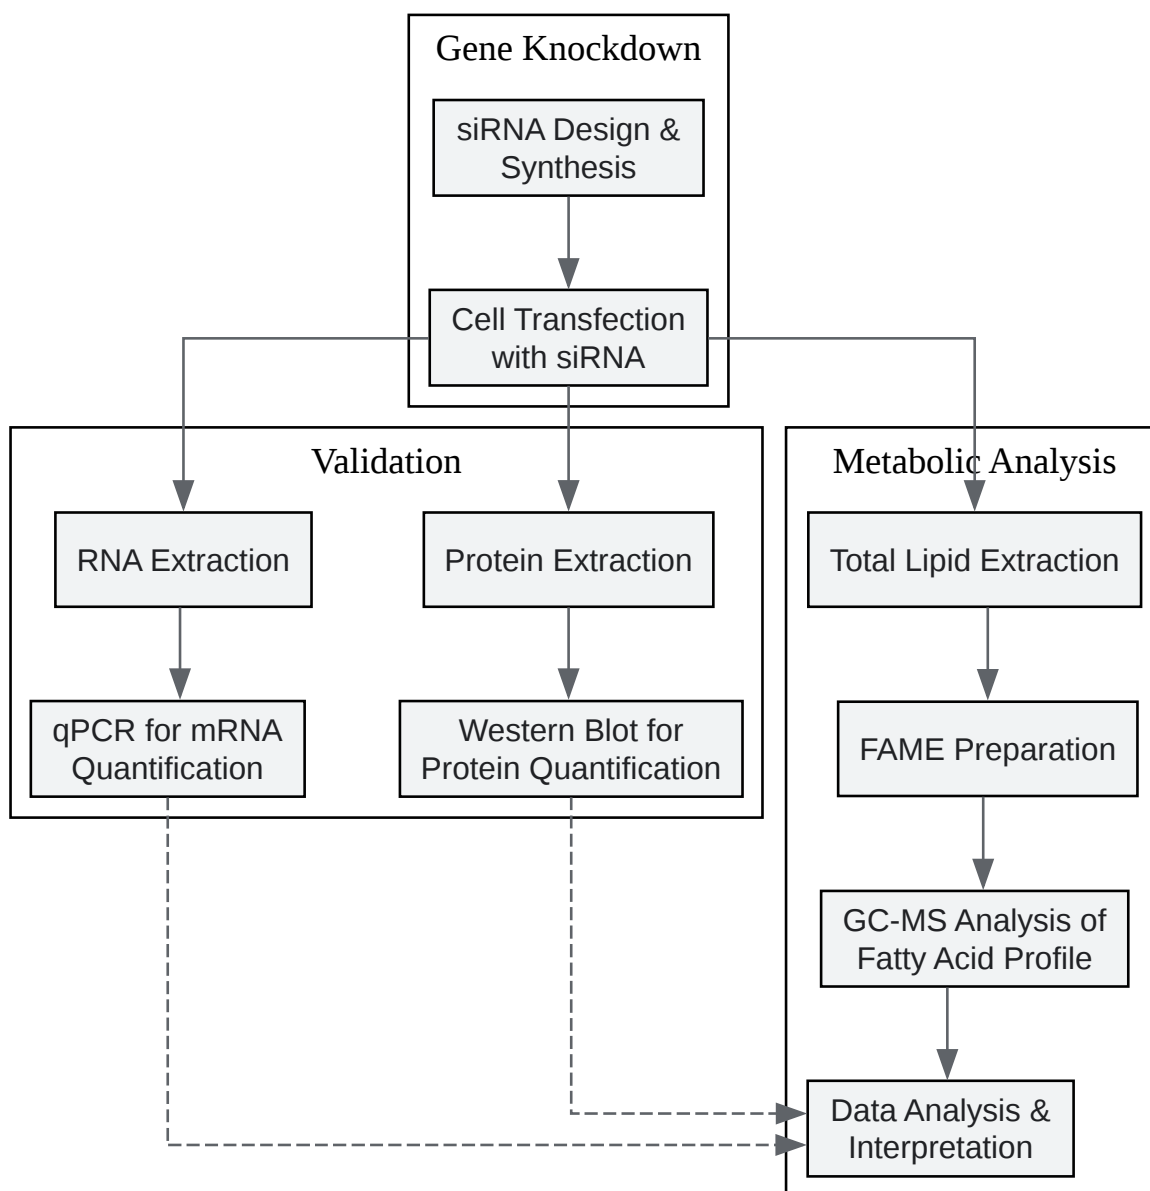 Gene Knockdown
siRNA Design &
Synthesis
Cell Transfection
with siRNA
Validation
Metabolic Analysis
RNA Extraction
Protein Extraction
Total Lipid Extraction
qPCR for mRNA
Quantification
Western Blot for
Protein Quantification
FAME Preparation
GC-MS Analysis of
Fatty Acid Profile
Data Analysis &
Interpretation